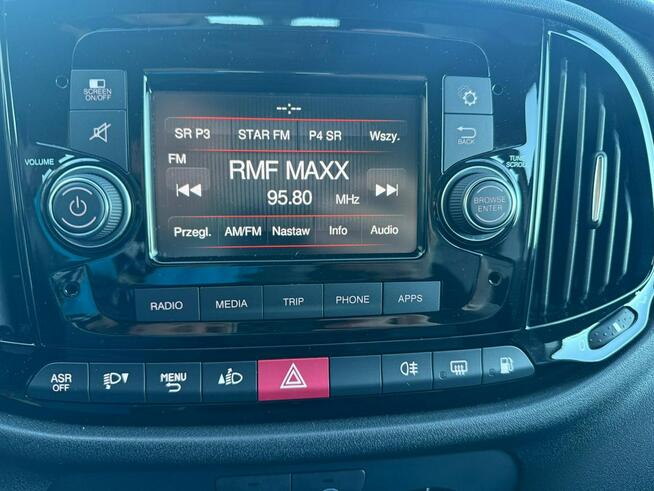 SCREEN
ON/OFF
--:--
SR P3 STAR FM P4 SR Wszy.
BACK
VOLUME
FM
RMF MAXX
95.80 MHz
TUNE
SCROLL
BROWSE
ENTER
Przegl. AM/FM Nastaw Info Audio
RADIO MEDIA TRIP PHONE APPS
ASR
OFF
MENU